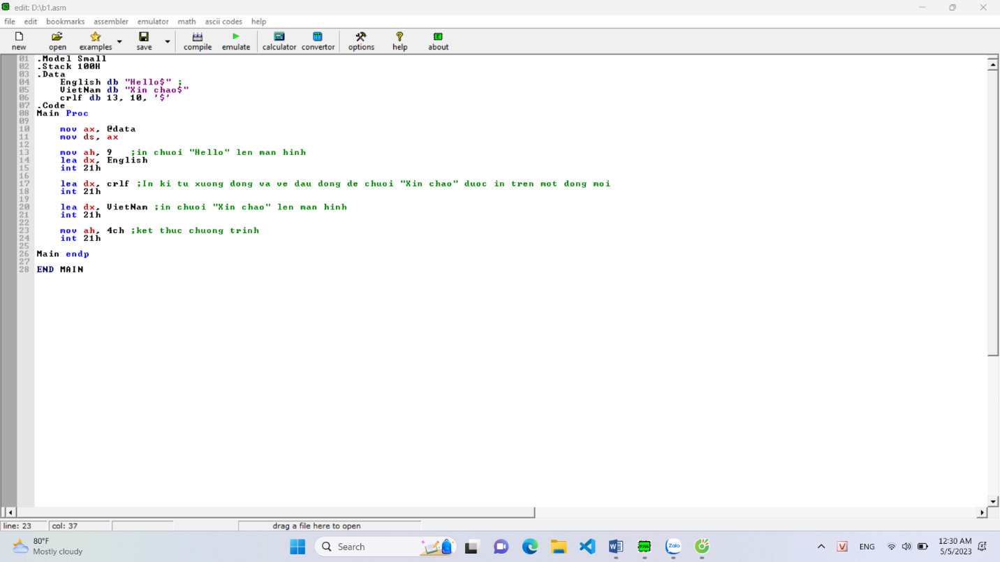 edit: D:\b1.asm
file edit bookmarks assembler emulator math ascii codes help
new open examples save compile emulate calculator convertor options help about
01 .Model Small
02 .Stack 100H
03 .Data
04 English db "Hello$" ;
05 VietNam db "Xin chao$"
06 crlf db 13, 10, '$'
07 .Code
08 Main Proc
09
10 mov ax, @data
11 mov ds, ax
12
13 mov ah, 9 ;in chuoi "Hello" len man hinh
14 lea dx, English
15 int 21h
16
17 lea dx, crlf ;In ki tu xuong dong va ve dau dong de chuoi "Xin chao" duoc in tren mot dong moi
18 int 21h
19
20 lea dx, VietNam ;in chuoi "Xin chao" len man hinh
21 int 21h
22
23 mov ah, 4ch ;ket thuc chuong trinh
24 int 21h
25
26 Main endp
27
28 END MAIN
line: 23 col: 37 drag a file here to open
80°F
Mostly cloudy
Search
Zalo
V
ENG
12:30 AM
5/5/2023